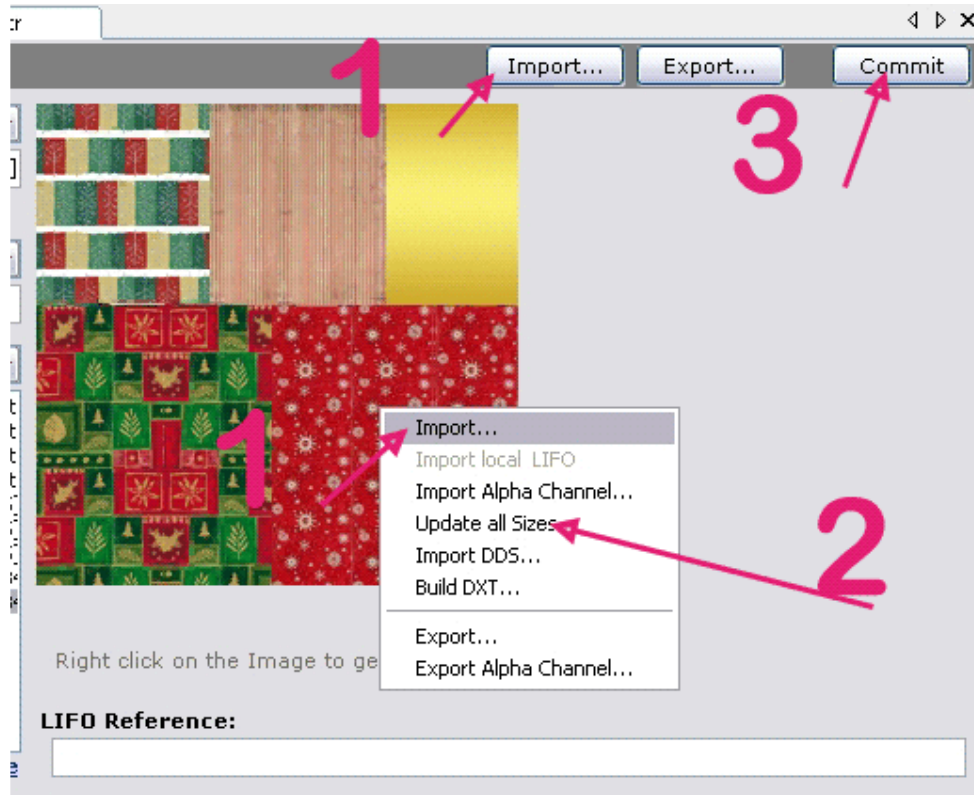 tr
Import... Export... Commit
1
3
1
Import...
Import local LIFO
Import Alpha Channel...
Update all Sizes
2
Import DDS...
Build DXT...
Export...
Export Alpha Channel...
Right click on the Image to ge
LIFO Reference: